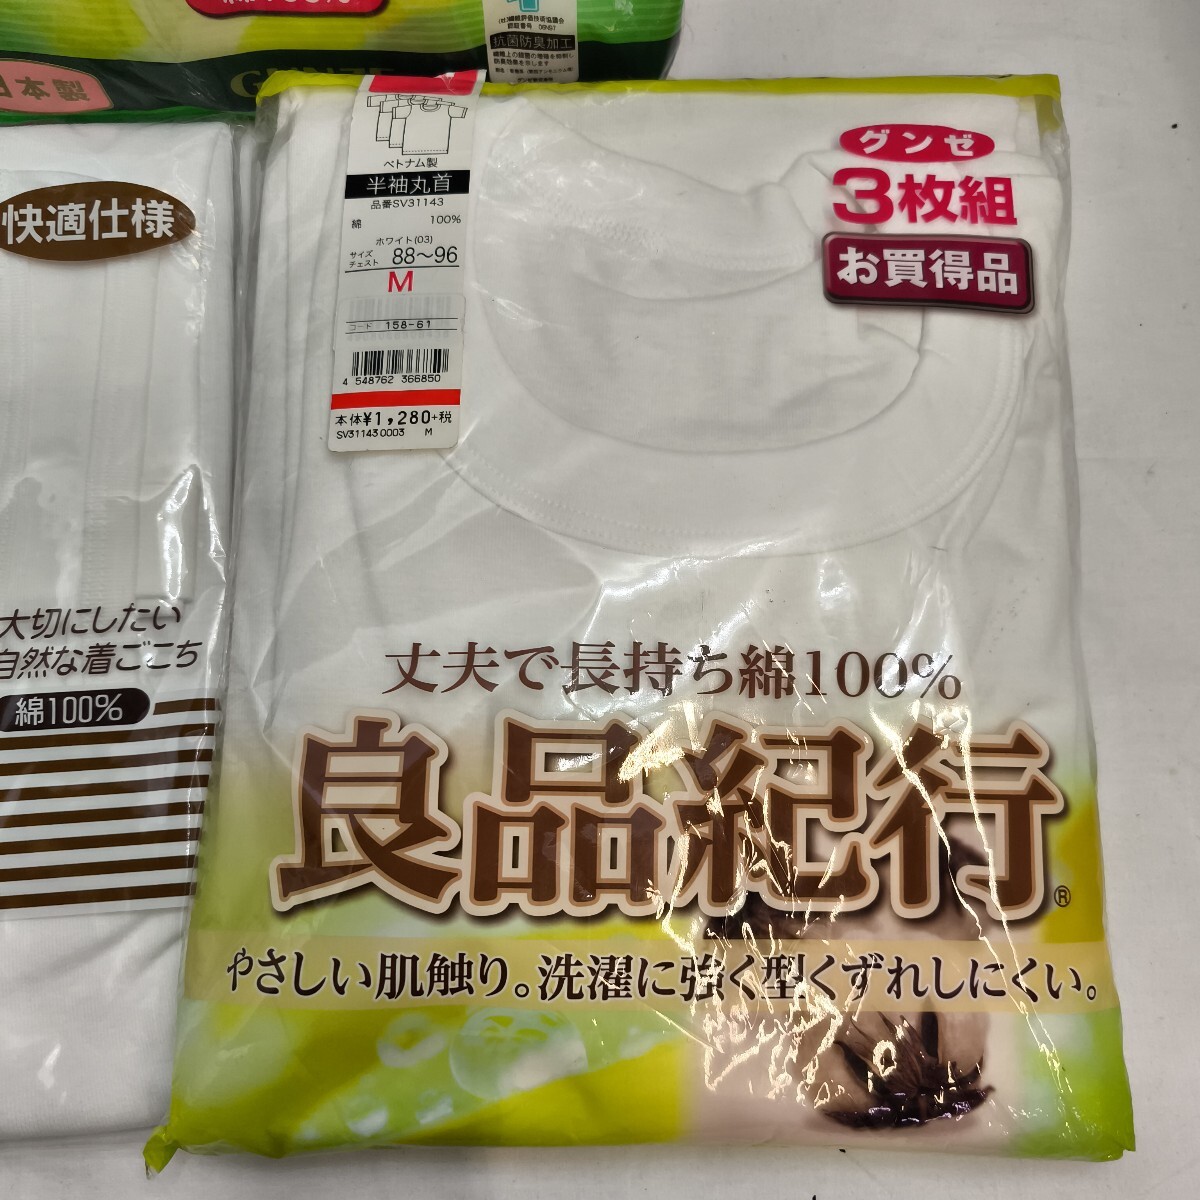 日本製
抗菌防臭加工
快適仕様
大切にしたい
自然な着ごこち
綿100%
ベトナム製
半袖丸首
品番SV31143
綿 100%
ホワイト(03)
サイズ
チェスト 88～96
M
コード 158-61
4 548762 366850
本体¥1,280+税
SV311430003 M
グンゼ
3枚組
お買得品
丈夫で長持ち綿100%
良品紀行®
やさしい肌触り。洗濯に強く型くずれしにくい。